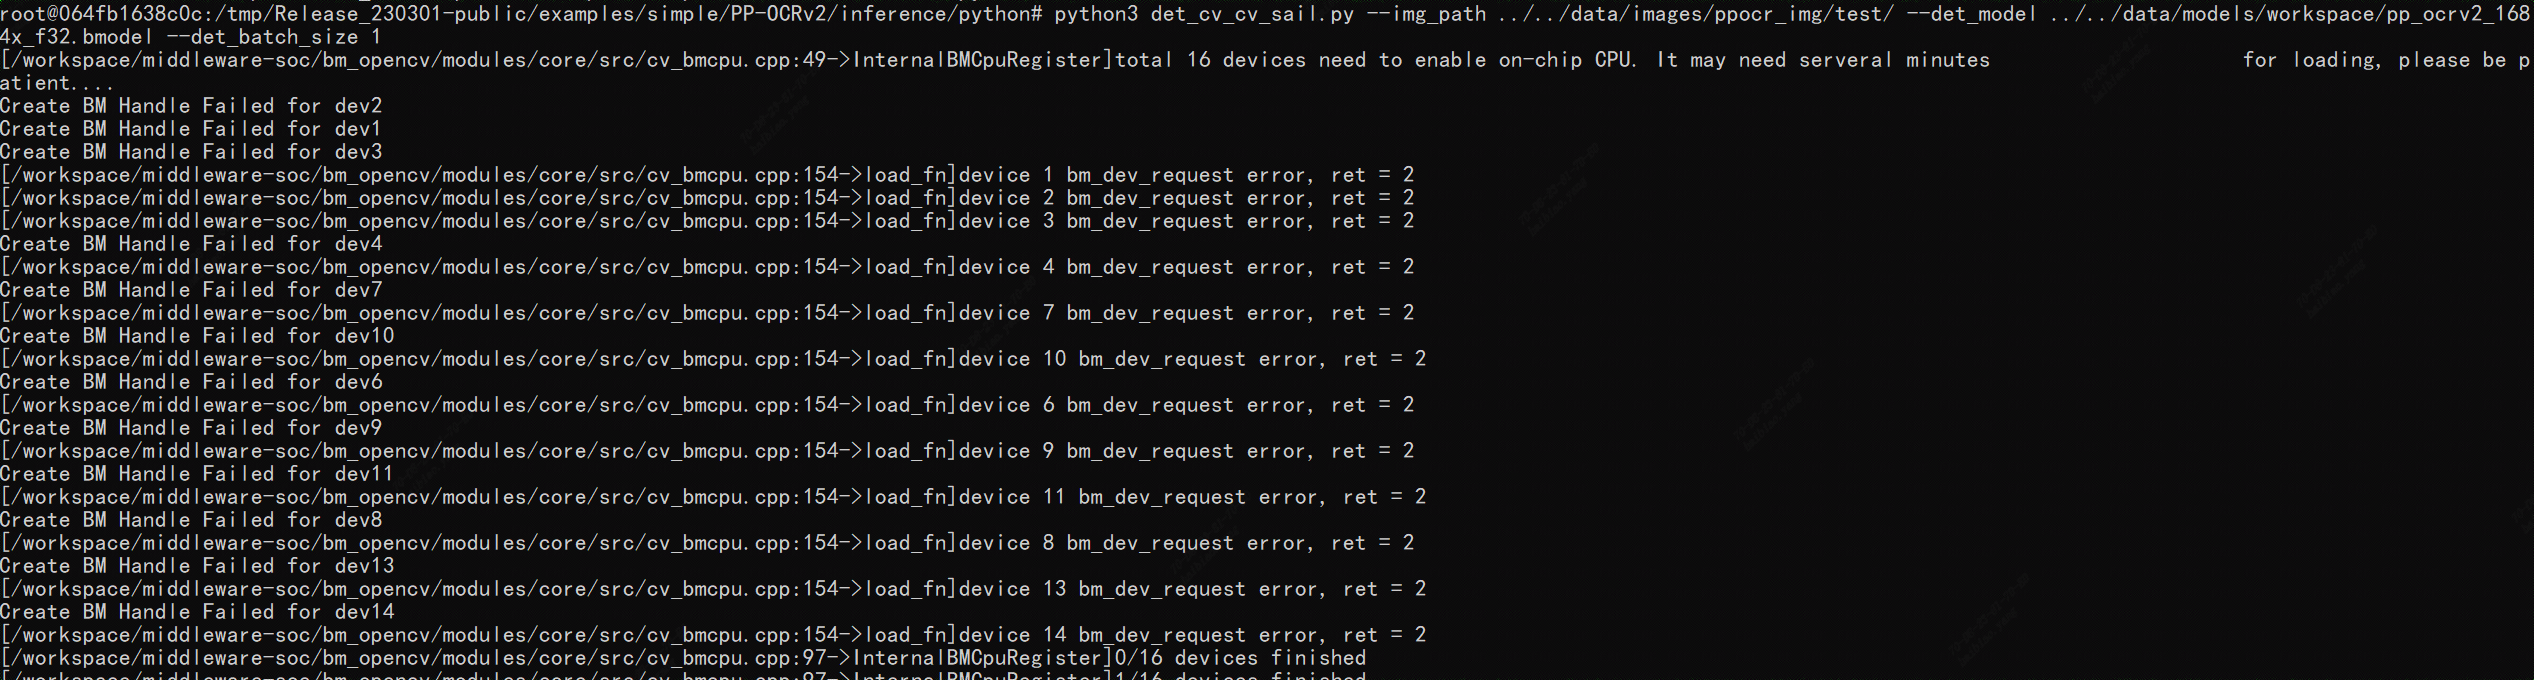 root@064fb1638c0c:/tmp/Release_230301-public/examples/simple/PP-OCRv2/inference/python# python3 det_cv_cv_sail.py --img_path ../../data/images/ppocr_img/test/ --det_model ../../data/models/workspace/pp_ocrv2_168
4x_f32.bmodel --det_batch_size 1
[/workspace/middleware-soc/bm_opencv/modules/core/src/cv_bmcpu.cpp:49->InternalBMCpuRegister]total 16 devices need to enable on-chip CPU. It may need serveral minutes                     for loading, please be p
atient....
Create BM Handle Failed for dev2
Create BM Handle Failed for dev1
Create BM Handle Failed for dev3
[/workspace/middleware-soc/bm_opencv/modules/core/src/cv_bmcpu.cpp:154->load_fn]device 1 bm_dev_request error, ret = 2
[/workspace/middleware-soc/bm_opencv/modules/core/src/cv_bmcpu.cpp:154->load_fn]device 2 bm_dev_request error, ret = 2
[/workspace/middleware-soc/bm_opencv/modules/core/src/cv_bmcpu.cpp:154->load_fn]device 3 bm_dev_request error, ret = 2
Create BM Handle Failed for dev4
[/workspace/middleware-soc/bm_opencv/modules/core/src/cv_bmcpu.cpp:154->load_fn]device 4 bm_dev_request error, ret = 2
Create BM Handle Failed for dev7
[/workspace/middleware-soc/bm_opencv/modules/core/src/cv_bmcpu.cpp:154->load_fn]device 7 bm_dev_request error, ret = 2
Create BM Handle Failed for dev10
[/workspace/middleware-soc/bm_opencv/modules/core/src/cv_bmcpu.cpp:154->load_fn]device 10 bm_dev_request error, ret = 2
Create BM Handle Failed for dev6
[/workspace/middleware-soc/bm_opencv/modules/core/src/cv_bmcpu.cpp:154->load_fn]device 6 bm_dev_request error, ret = 2
Create BM Handle Failed for dev9
[/workspace/middleware-soc/bm_opencv/modules/core/src/cv_bmcpu.cpp:154->load_fn]device 9 bm_dev_request error, ret = 2
Create BM Handle Failed for dev11
[/workspace/middleware-soc/bm_opencv/modules/core/src/cv_bmcpu.cpp:154->load_fn]device 11 bm_dev_request error, ret = 2
Create BM Handle Failed for dev8
[/workspace/middleware-soc/bm_opencv/modules/core/src/cv_bmcpu.cpp:154->load_fn]device 8 bm_dev_request error, ret = 2
Create BM Handle Failed for dev13
[/workspace/middleware-soc/bm_opencv/modules/core/src/cv_bmcpu.cpp:154->load_fn]device 13 bm_dev_request error, ret = 2
Create BM Handle Failed for dev14
[/workspace/middleware-soc/bm_opencv/modules/core/src/cv_bmcpu.cpp:154->load_fn]device 14 bm_dev_request error, ret = 2
[/workspace/middleware-soc/bm_opencv/modules/core/src/cv_bmcpu.cpp:97->InternalBMCpuRegister]0/16 devices finished
[/workspace/middleware-soc/bm_opencv/modules/core/src/cv_bmcpu.cpp:97->InternalBMCpuRegister]1/16 devices finished